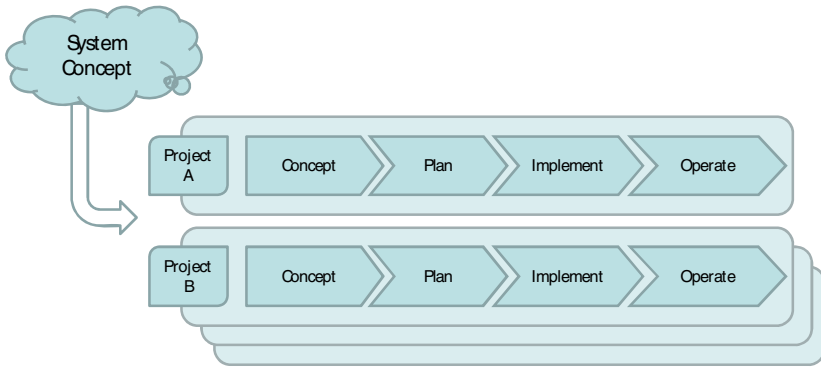 System
Concept
Project
A
Concept
Plan
Implement
Operate
Project
B
Concept
Plan
Implement
Operate